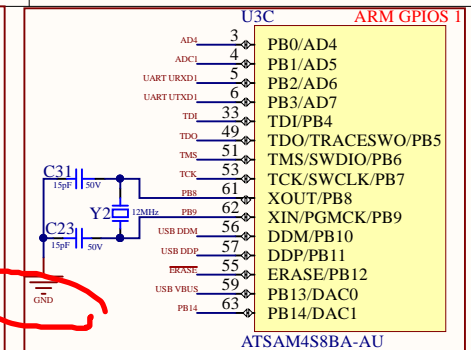 U3C ARM GPIOS 1
AD4 3 PB0/AD4
ADC1 4 PB1/AD5
UART URXD1 5 PB2/AD6
UART UTXD1 6 PB3/AD7
TDI 33 TDI/PB4
TDO 49 TDO/TRACESWO/PB5
TMS 51 TMS/SWDIO/PB6
TCK 53 TCK/SWCLK/PB7
C31
15pF 50V
PB8 61 XOUT/PB8
Y2 12MHz
PB9 62 XIN/PGMCK/PB9
C23
15pF 50V
USB DDM 56 DDM/PB10
USB DDP 57 DDP/PB11
ERASE 55 ERASE/PB12
USB VBUS 59 PB13/DAC0
GND
PB14 63 PB14/DAC1
ATSAM4S8BA-AU